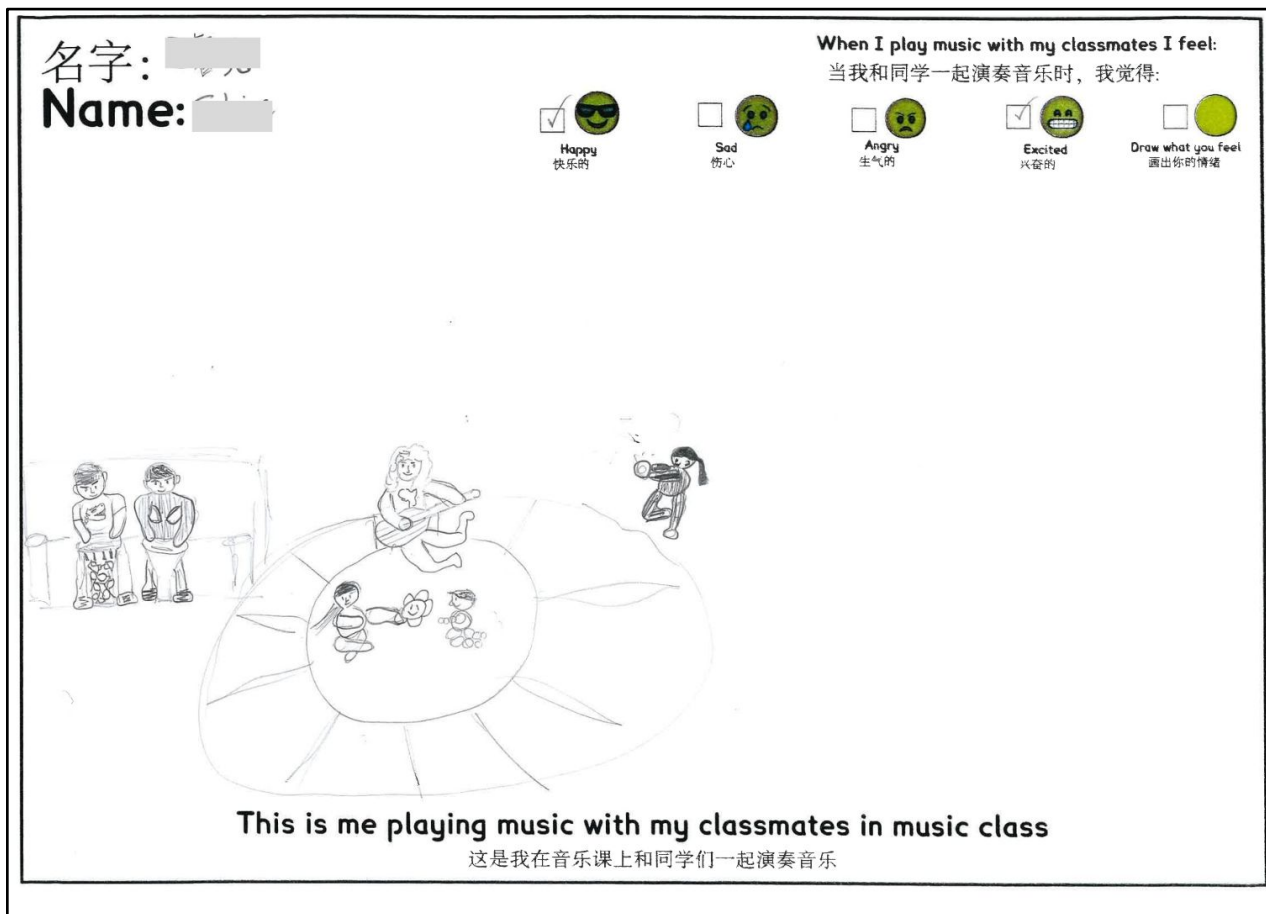 名字:
Name:
When I play music with my classmates I feel:
当我和同学一起演奏音乐时，我觉得:
Happy
快乐的
Sad
伤心
Angry
生气的
Excited
兴奋的
Draw what you feel
画出你的情绪
This is me playing music with my classmates in music class
这是我在音乐课上和同学们一起演奏音乐